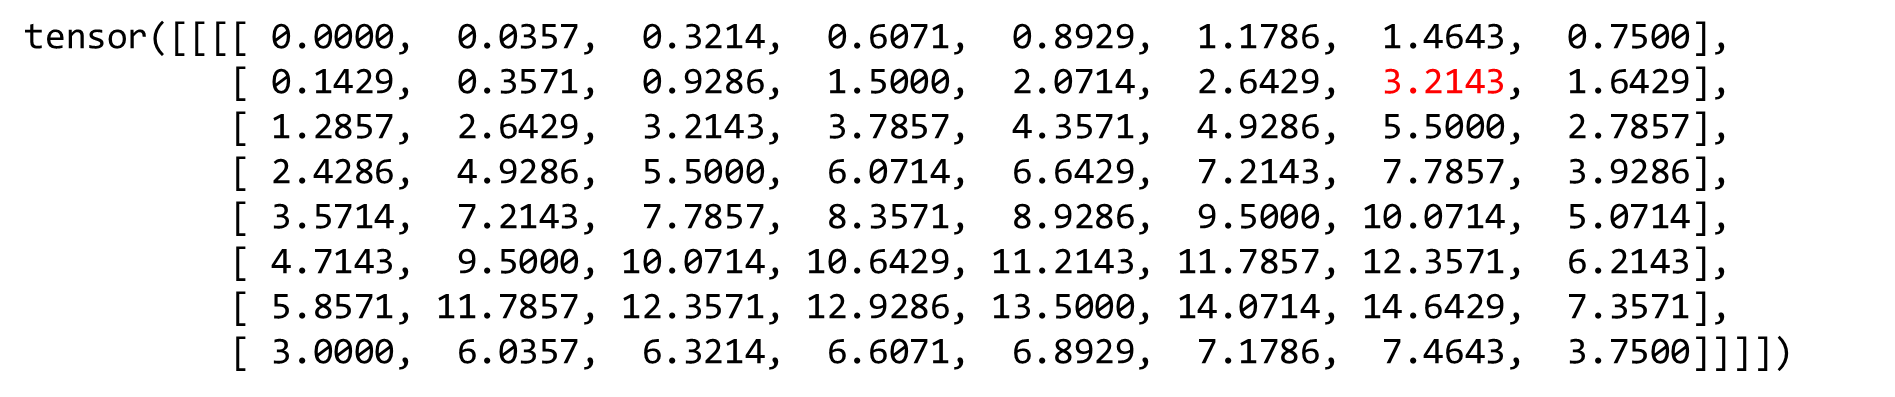 tensor([[[[ 0.0000,  0.0357,  0.3214,  0.6071,  0.8929,  1.1786,  1.4643,  0.7500],
[ 0.1429,  0.3571,  0.9286,  1.5000,  2.0714,  2.6429,  3.2143,  1.6429],
[ 1.2857,  2.6429,  3.2143,  3.7857,  4.3571,  4.9286,  5.5000,  2.7857],
[ 2.4286,  4.9286,  5.5000,  6.0714,  6.6429,  7.2143,  7.7857,  3.9286],
[ 3.5714,  7.2143,  7.7857,  8.3571,  8.9286,  9.5000, 10.0714,  5.0714],
[ 4.7143,  9.5000, 10.0714, 10.6429, 11.2143, 11.7857, 12.3571,  6.2143],
[ 5.8571, 11.7857, 12.3571, 12.9286, 13.5000, 14.0714, 14.6429,  7.3571],
[ 3.0000,  6.0357,  6.3214,  6.6071,  6.8929,  7.1786,  7.4643,  3.7500]]]])